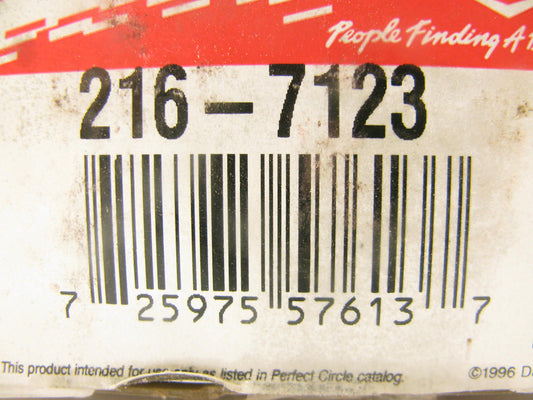 People Finding A
216-7123
7 25975 57613 7
This product intended for use only as listed in Perfect Circle catalog.
©1996 D